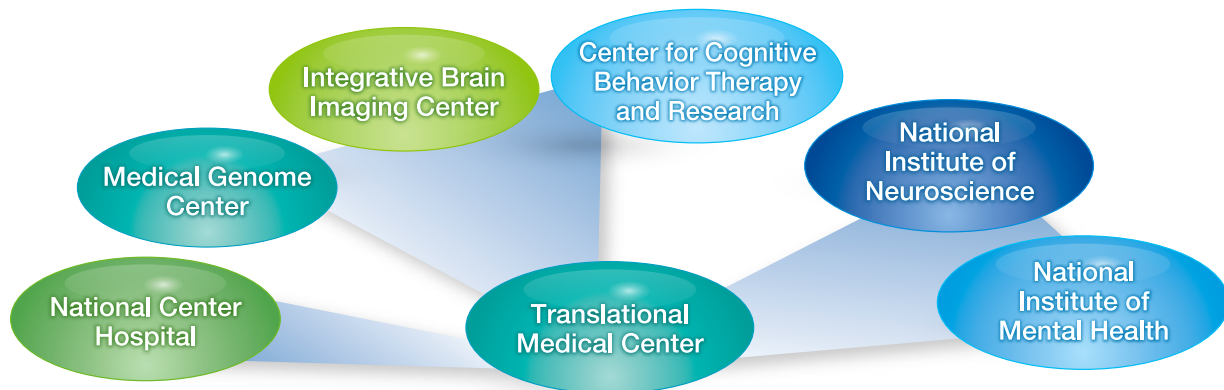 Integrative Brain
Imaging Center
Center for Cognitive
Behavior Therapy
and Research
National
Institute of
Neuroscience
Medical Genome
Center
National
Institute of
Mental Health
National Center
Hospital
Translational
Medical Center